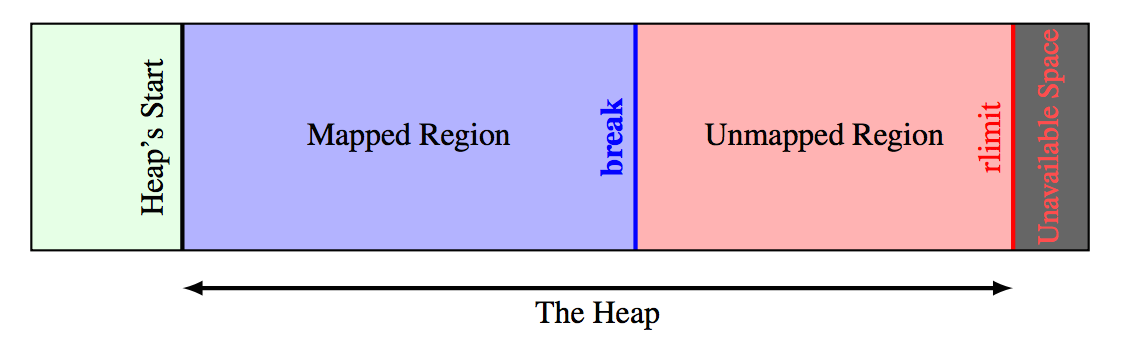 Heap's Start
Mapped Region
break
Unmapped Region
rlimit
Unavailable Space
The Heap